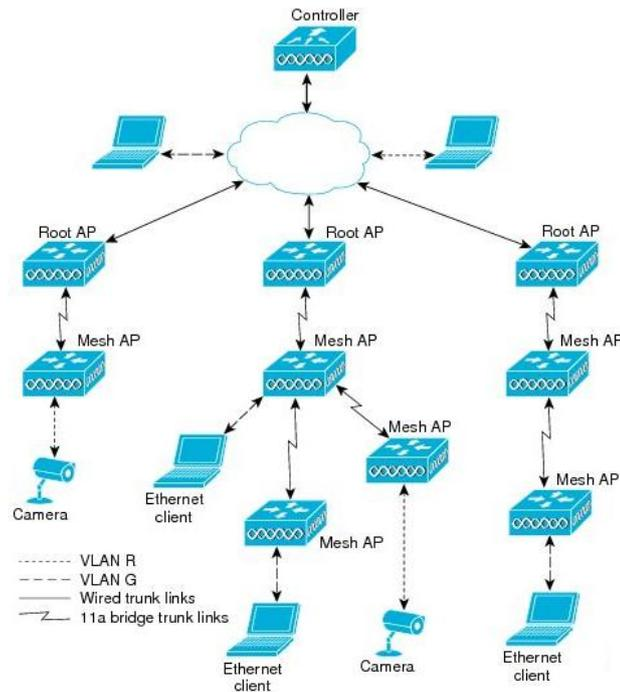 Controller
Root AP
Root AP
Root AP
Mesh AP
Mesh AP
Mesh AP
Mesh AP
Mesh AP
Camera
Ethernet
client
Mesh AP
VLAN R
VLAN G
Wired trunk links
11a bridge trunk links
Ethernet
client
Camera
Ethernet
client